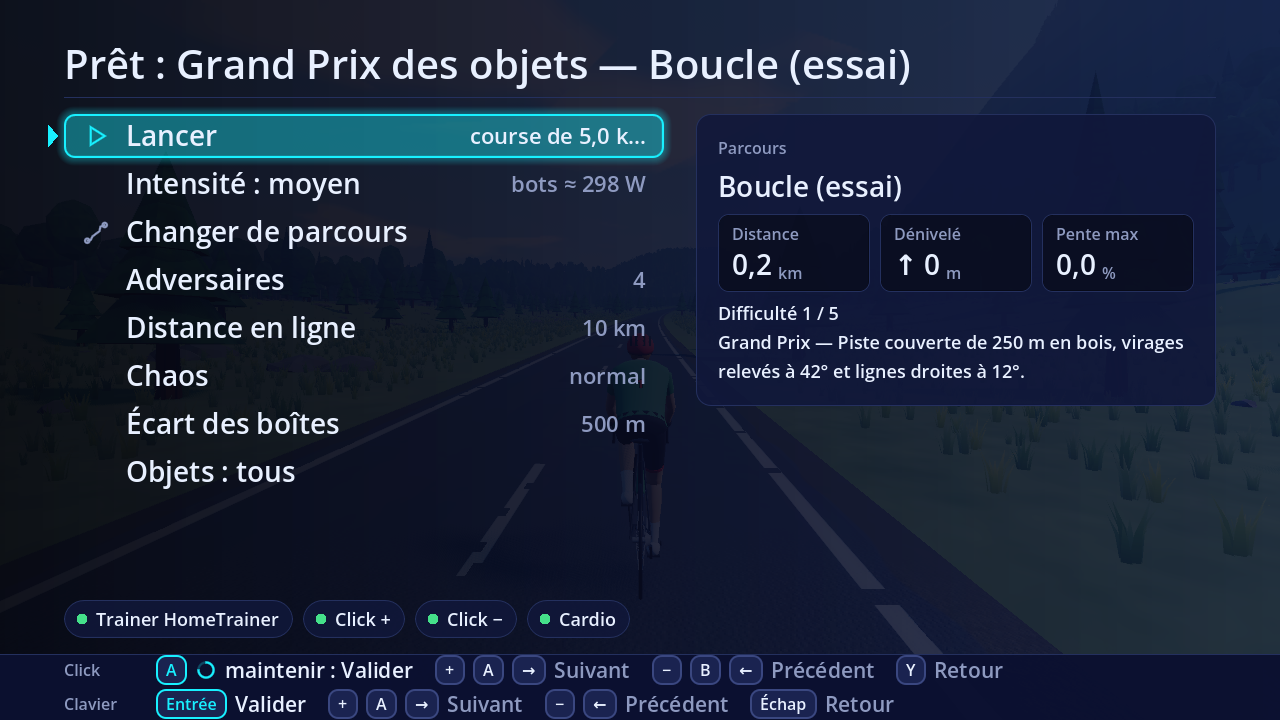 Prêt : Grand Prix des objets — Boucle (essai)
Lancer course de 5,0 k...
Intensité : moyen bots ≈ 298 W
Changer de parcours
Adversaires 4
Distance en ligne 10 km
Chaos normal
Écart des boîtes 500 m
Objets : tous
Parcours
Boucle (essai)
Distance Dénivelé Pente max
0,2 km ↑ 0 m 0,0 %
Difficulté 1 / 5
Grand Prix — Piste couverte de 250 m en bois, virages
relevés à 42° et lignes droites à 12°.
Trainer HomeTrainer Click + Click − Cardio
Click A maintenir : Valider + A → Suivant − B ← Précédent Y Retour
Clavier Entrée Valider + A → Suivant − ← Précédent Échap Retour